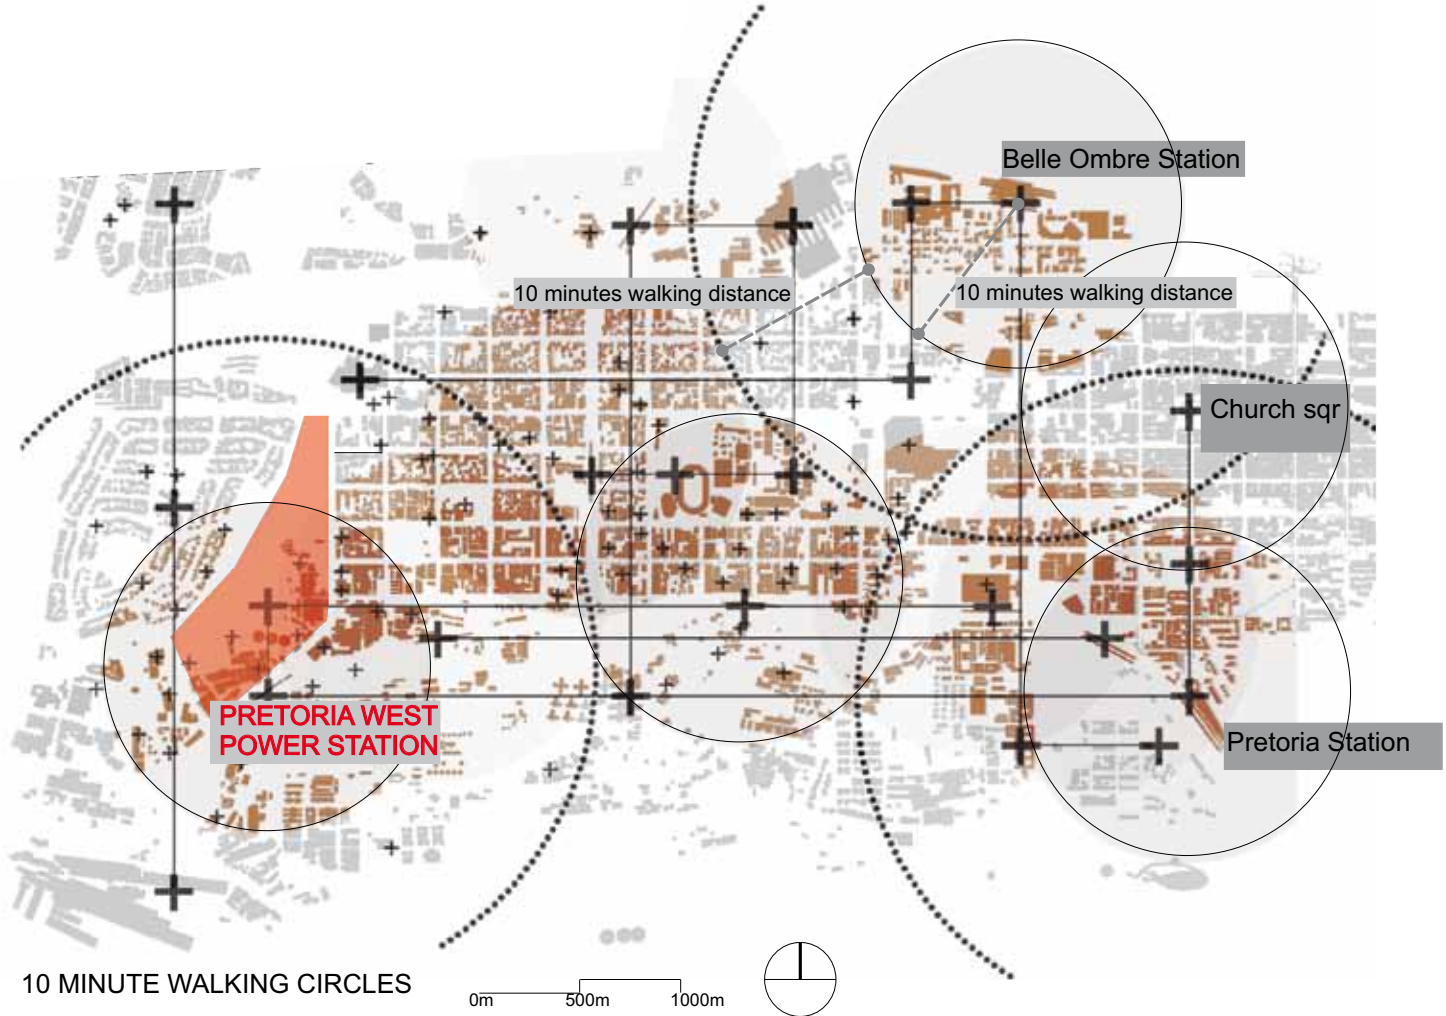 Belle Ombre Station
10 minutes walking distance
10 minutes walking distance
Church sqr
PRETORIA WEST
POWER STATION
Pretoria Station
10 MINUTE WALKING CIRCLES
0m
500m
1000m